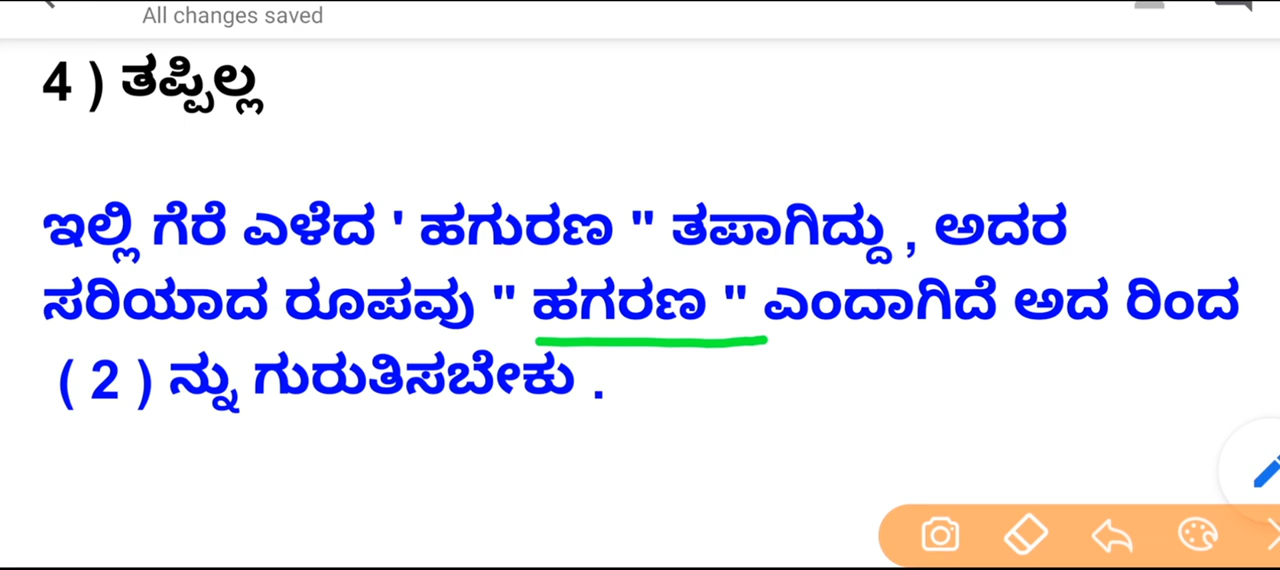 All changes saved
4 ) ತಪ್ಪಿಲ್ಲ
ಇಲ್ಲಿ ಗೆರೆ ಎಳೆದ ' ಹಗುರಣ " ತಪಾಗಿದ್ದು , ಅದರ
ಸರಿಯಾದ ರೂಪವು " ಹಗರಣ " ಎಂದಾಗಿದೆ ಅದ ರಿಂದ
( 2 ) ನ್ನು ಗುರುತಿಸಬೇಕು .